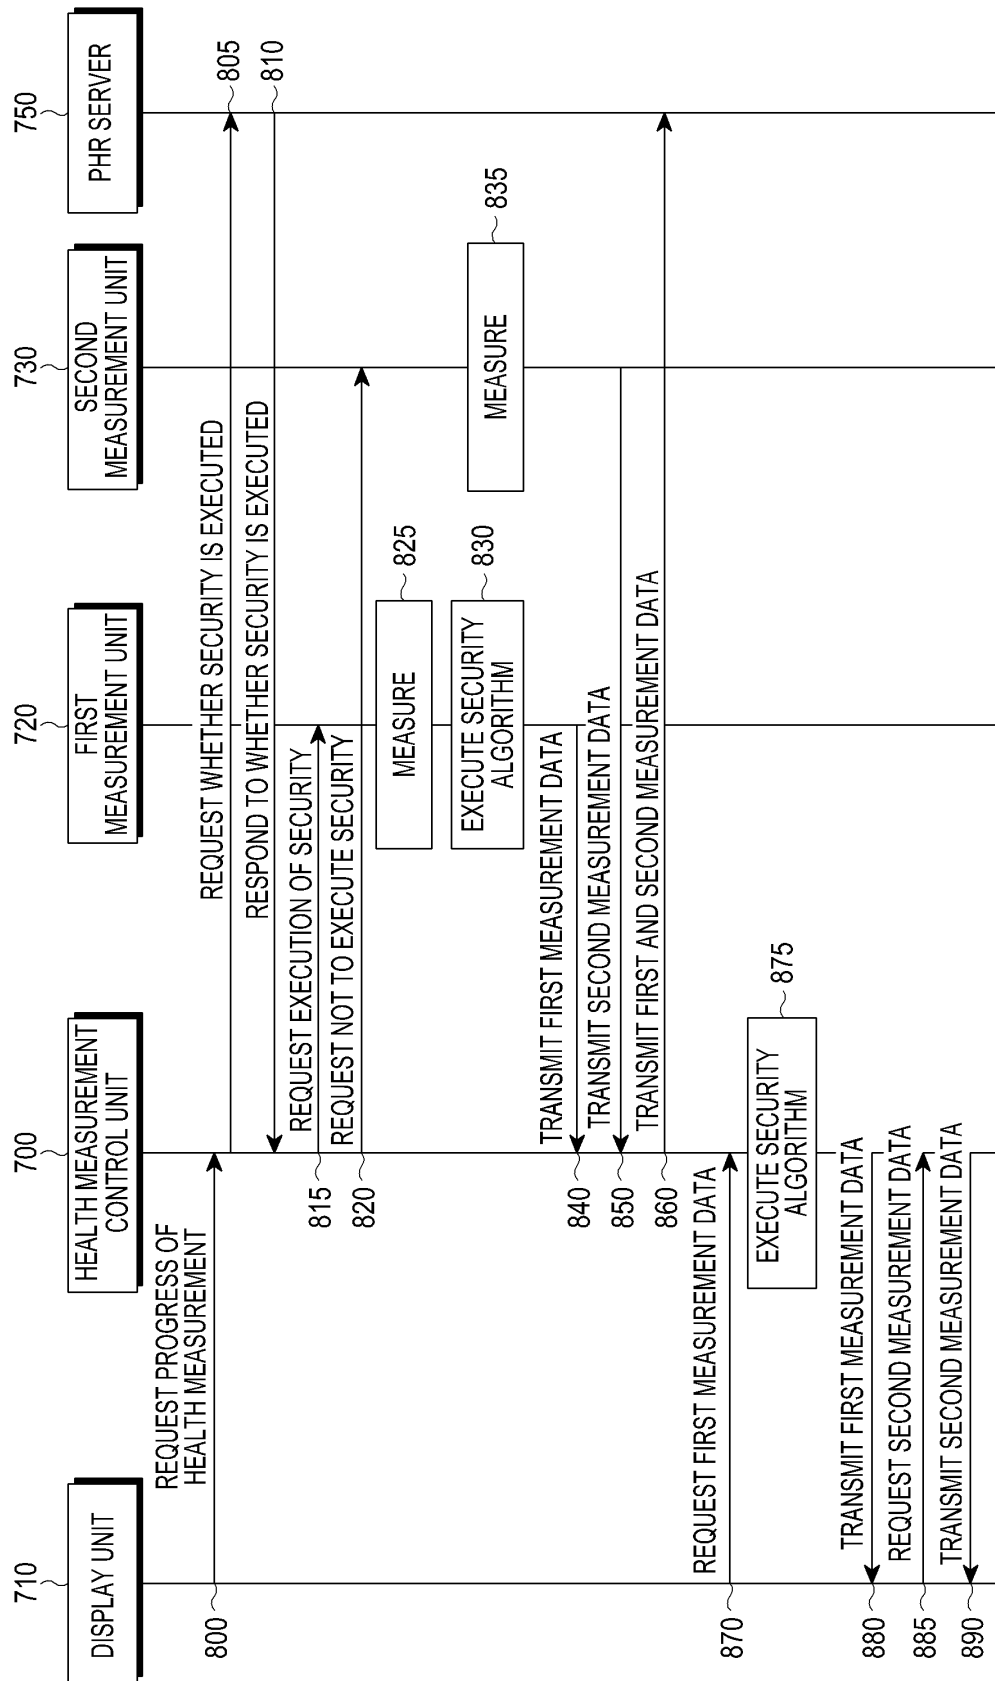 710
DISPLAY UNIT
700
HEALTH MEASUREMENT
CONTROL UNIT
720
FIRST
MEASUREMENT UNIT
730
SECOND
MEASUREMENT UNIT
750
PHR SERVER
800
REQUEST PROGRESS OF
HEALTH MEASUREMENT
REQUEST WHETHER SECURITY IS EXECUTED
805
RESPOND TO WHETHER SECURITY IS EXECUTED
810
815
REQUEST EXECUTION OF SECURITY
820
REQUEST NOT TO EXECUTE SECURITY
MEASURE
825
EXECUTE SECURITY
ALGORITHM
830
MEASURE
835
840
TRANSMIT FIRST MEASUREMENT DATA
850
TRANSMIT SECOND MEASUREMENT DATA
860
TRANSMIT FIRST AND SECOND MEASUREMENT DATA
870
REQUEST FIRST MEASUREMENT DATA
EXECUTE SECURITY
ALGORITHM
875
880
TRANSMIT FIRST MEASUREMENT DATA
885
REQUEST SECOND MEASUREMENT DATA
890
TRANSMIT SECOND MEASUREMENT DATA